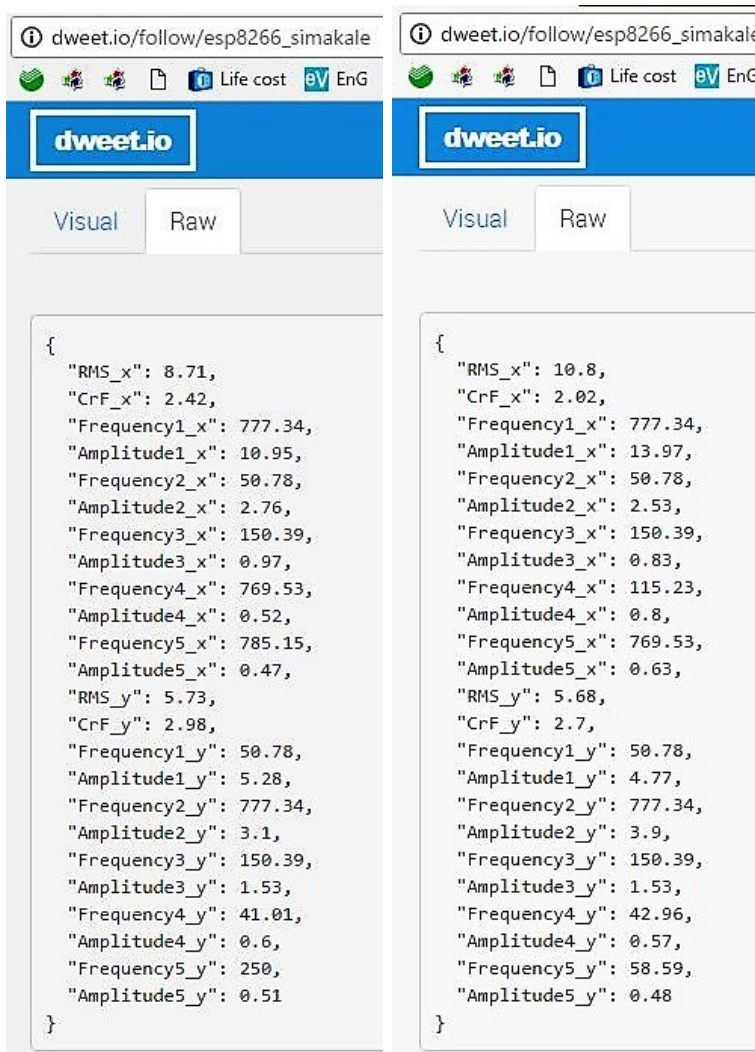 dweet.io/follow/esp8266_simakale
Life cost eV EnG
dweet.io
Visual Raw
{
"RMS_x": 8.71,
"CrF_x": 2.42,
"Frequency1_x": 777.34,
"Amplitude1_x": 10.95,
"Frequency2_x": 50.78,
"Amplitude2_x": 2.76,
"Frequency3_x": 150.39,
"Amplitude3_x": 0.97,
"Frequency4_x": 769.53,
"Amplitude4_x": 0.52,
"Frequency5_x": 785.15,
"Amplitude5_x": 0.47,
"RMS_y": 5.73,
"CrF_y": 2.98,
"Frequency1_y": 50.78,
"Amplitude1_y": 5.28,
"Frequency2_y": 777.34,
"Amplitude2_y": 3.1,
"Frequency3_y": 150.39,
"Amplitude3_y": 1.53,
"Frequency4_y": 41.01,
"Amplitude4_y": 0.6,
"Frequency5_y": 250,
"Amplitude5_y": 0.51
}
dweet.io/follow/esp8266_simakale
Life cost eV EnG
dweet.io
Visual Raw
{
"RMS_x": 10.8,
"CrF_x": 2.02,
"Frequency1_x": 777.34,
"Amplitude1_x": 13.97,
"Frequency2_x": 50.78,
"Amplitude2_x": 2.53,
"Frequency3_x": 150.39,
"Amplitude3_x": 0.83,
"Frequency4_x": 115.23,
"Amplitude4_x": 0.8,
"Frequency5_x": 769.53,
"Amplitude5_x": 0.63,
"RMS_y": 5.68,
"CrF_y": 2.7,
"Frequency1_y": 50.78,
"Amplitude1_y": 4.77,
"Frequency2_y": 777.34,
"Amplitude2_y": 3.9,
"Frequency3_y": 150.39,
"Amplitude3_y": 1.53,
"Frequency4_y": 42.96,
"Amplitude4_y": 0.57,
"Frequency5_y": 58.59,
"Amplitude5_y": 0.48
}